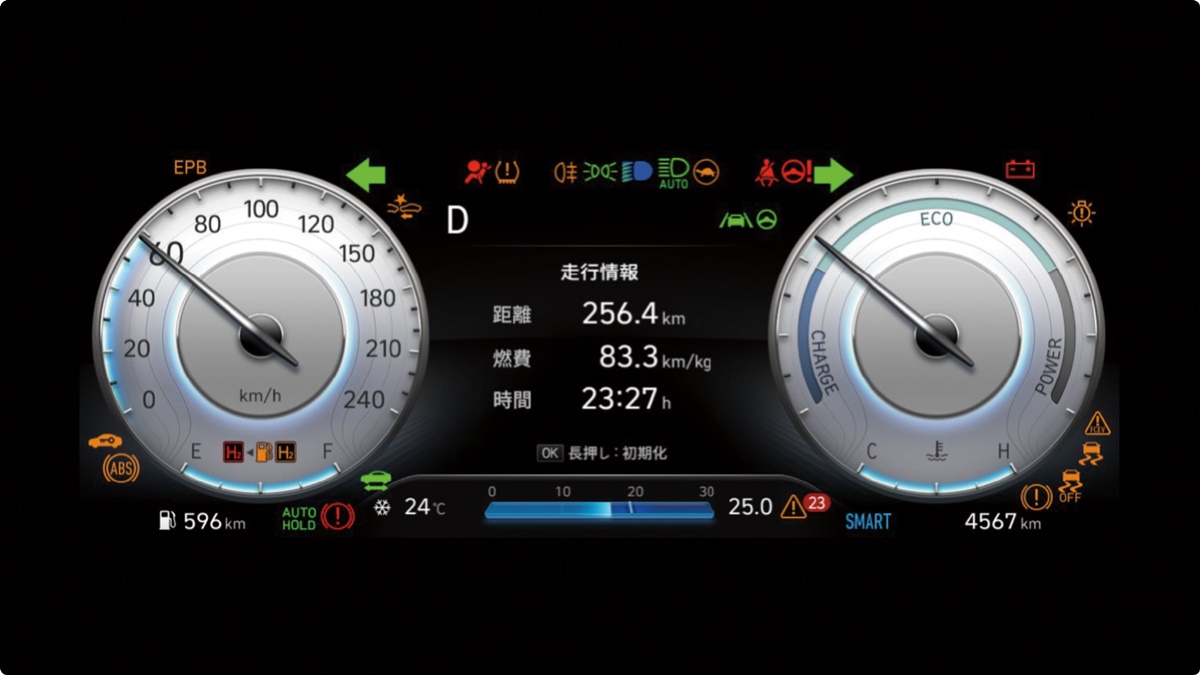 EPB
AUTO
D
100
80
120
60
150
40
180
20
210
0
240
km/h
E
H₂
H₂
F
ABS
596 km
AUTO
HOLD
走行情報
距離 256.4 km
燃費 83.3 km/kg
時間 23:27 h
OK 長押し：初期化
24℃
0 10 20 30
25.0
23
ECO
CHARGE
POWER
C
H
FCEV
OFF
SMART
4567 km